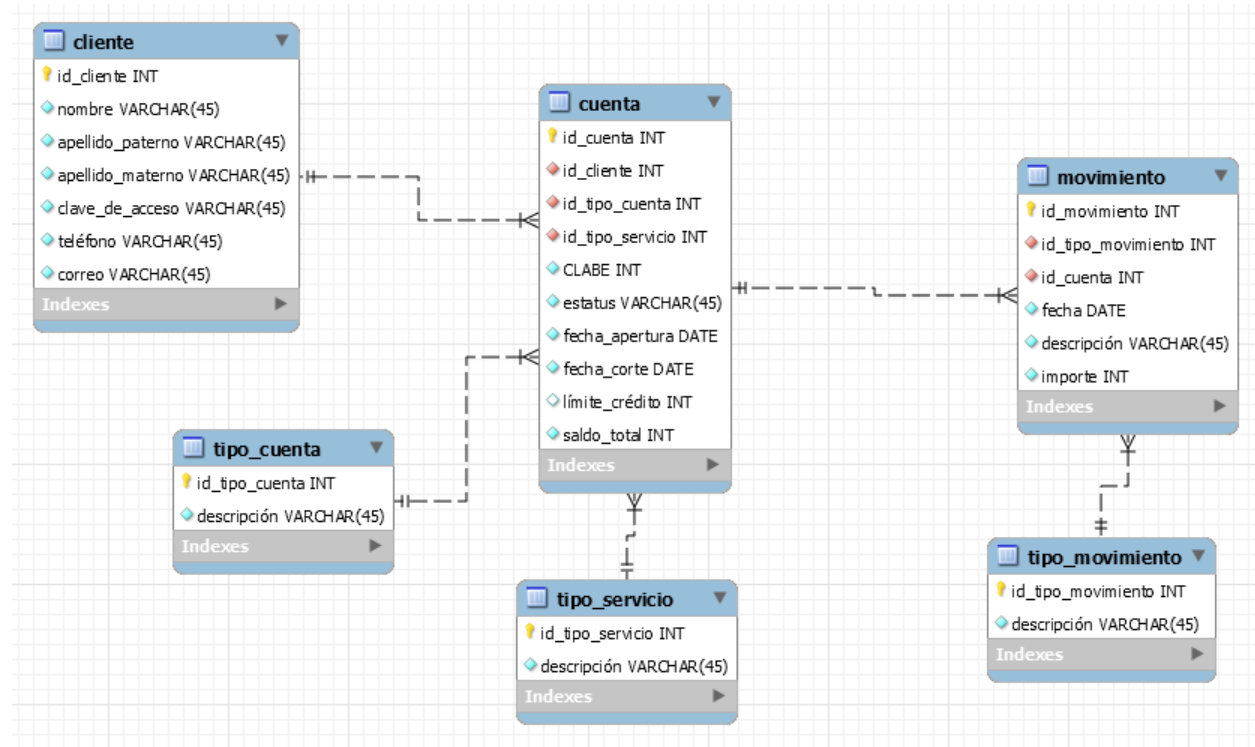 cliente
id_cliente INT
nombre VARCHAR(45)
apellido_paterno VARCHAR(45)
apellido_materno VARCHAR(45)
clave_de_acceso VARCHAR(45)
teléfono VARCHAR(45)
correo VARCHAR(45)
Indexes
cuenta
id_cuenta INT
id_cliente INT
id_tipo_cuenta INT
id_tipo_servicio INT
CLABE INT
estatus VARCHAR(45)
fecha_apertura DATE
fecha_corte DATE
límite_crédito INT
saldo_total INT
Indexes
movimiento
id_movimiento INT
id_tipo_movimiento INT
id_cuenta INT
fecha DATE
descripción VARCHAR(45)
importe INT
Indexes
tipo_cuenta
id_tipo_cuenta INT
descripción VARCHAR(45)
Indexes
tipo_servicio
id_tipo_servicio INT
descripción VARCHAR(45)
Indexes
tipo_movimiento
id_tipo_movimiento INT
descripción VARCHAR(45)
Indexes